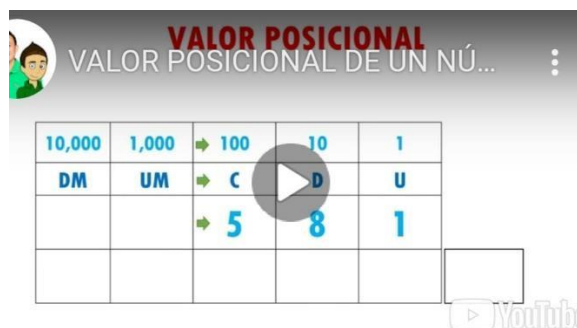 VALOR POSICIONAL
VALOR POSICIONAL DE UN NÚ...
10,000 1,000 100 10 1
DM UM C D U
5 8 1
YouTube